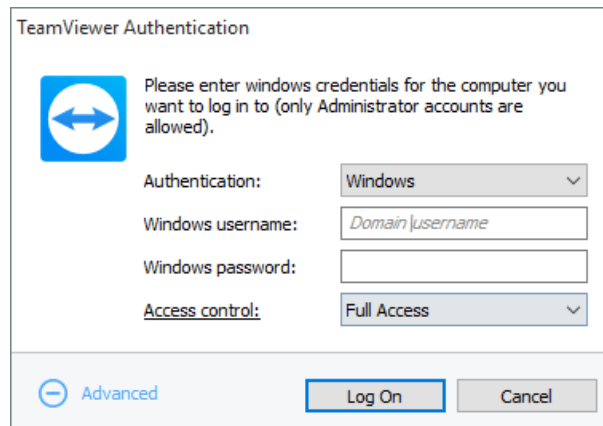 TeamViewer Authentication
Please enter windows credentials for the computer you
want to log in to (only Administrator accounts are
allowed).
Authentication: Windows
Windows username: Domain\username
Windows password:
Access control: Full Access
Advanced Log On Cancel